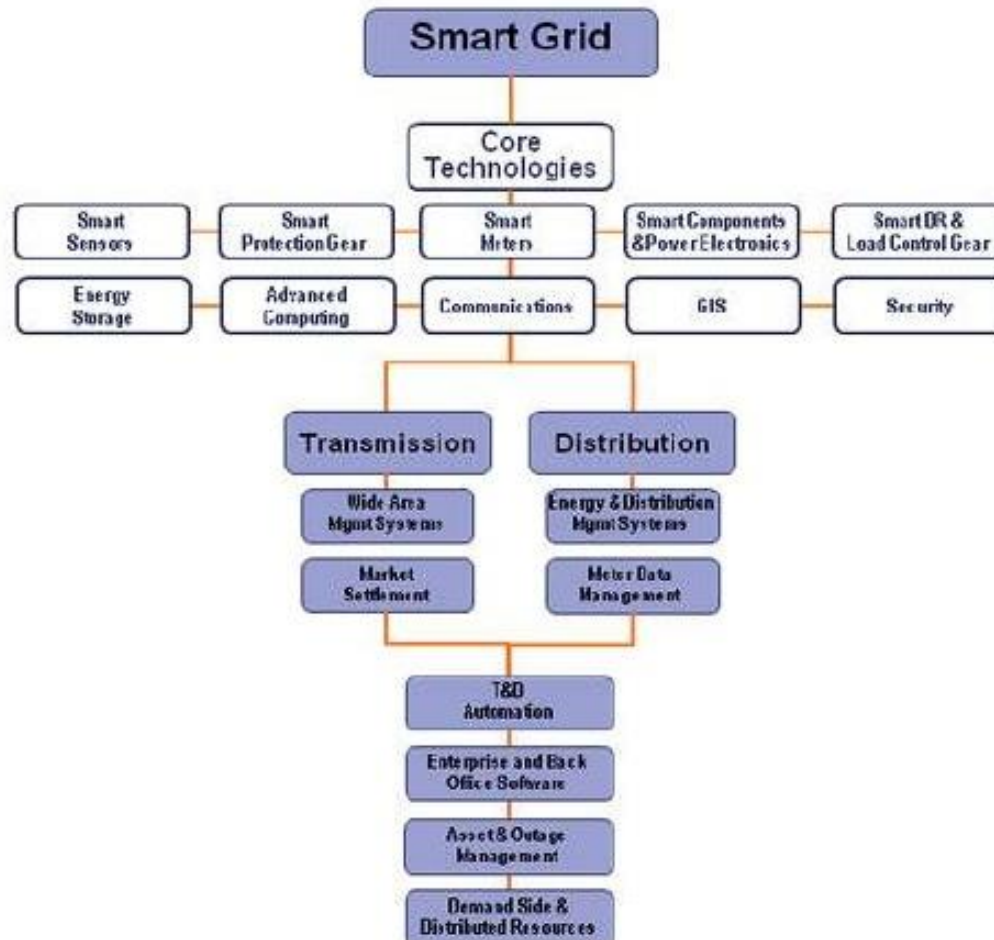 Smart Grid
Core
Technologies
Smart
Sensors
Smart
Protection Gear
Smart
Meters
Smart Components
& Power Electronics
Smart DR &
Load Control Gear
Energy
Storage
Advanced
Computing
Communications
GIS
Security
Transmission
Distribution
Wide Area
Mgmt Systems
Energy & Distribution
Mgmt Systems
Market
Settlement
Meter Data
Management
T&D
Automation
Enterprise and Back
Office Software
Asset & Outage
Management
Demand Side &
Distributed Resources